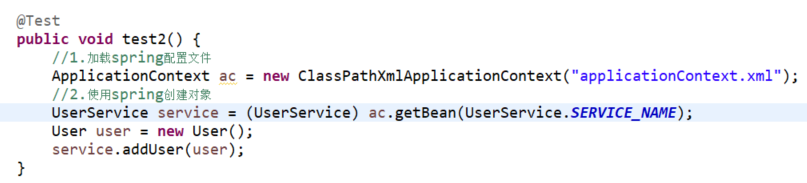 @Test
public void test2() {
//1.加载spring配置文件
ApplicationContext ac = new ClassPathXmlApplicationContext("applicationContext.xml");
//2.使用spring创建对象
UserService service = (UserService) ac.getBean(UserService.SERVICE_NAME);
User user = new User();
service.addUser(user);
}